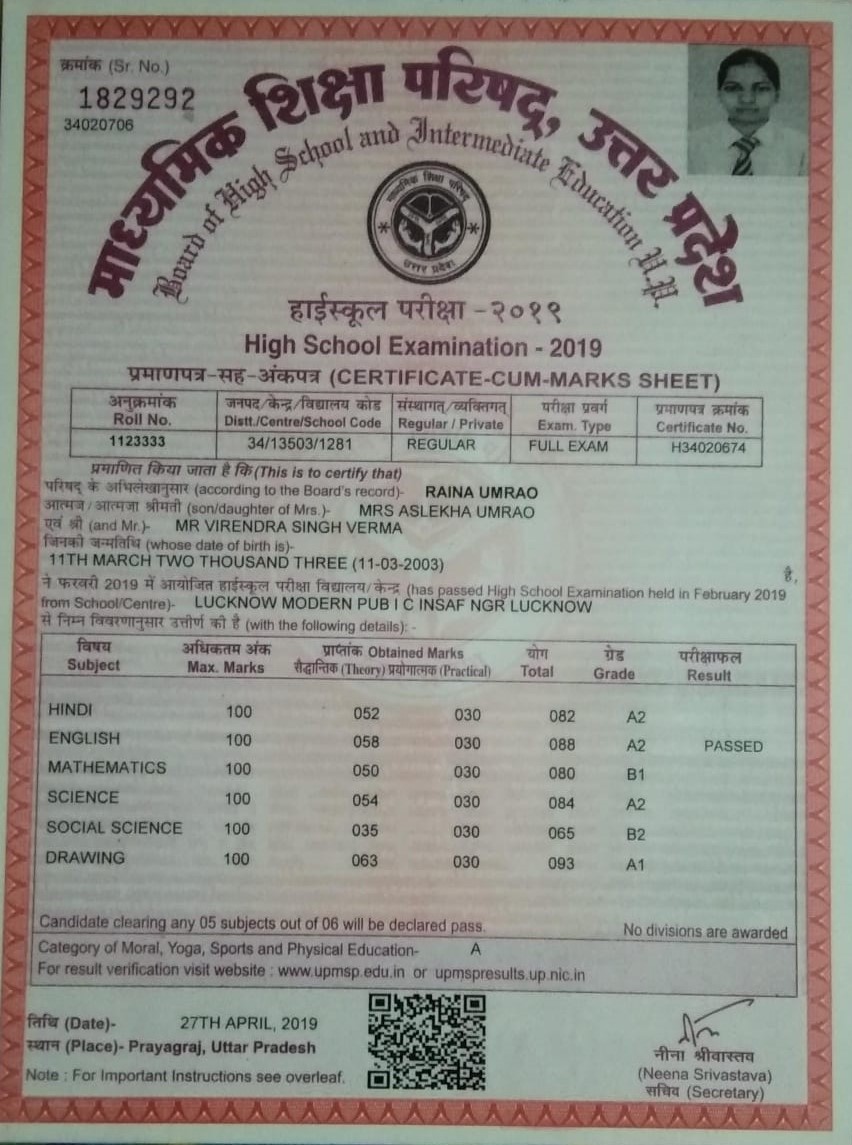 क्रमांक (Sr. No.)
1829292
34020706
माध्यमिक शिक्षा परिषद्, उत्तर प्रदेश
Board of High School and Intermediate Education U.P.
माध्यमिक शिक्षा परिषद्
उत्तर प्रदेश
हाईस्कूल परीक्षा - २०१९
High School Examination - 2019
प्रमाणपत्र-सह-अंकपत्र (CERTIFICATE-CUM-MARKS SHEET)
अनुक्रमांक जनपद/केन्द्र/विद्यालय कोड संस्थागत/व्यक्तिगत परीक्षा प्रवर्ग प्रमाणपत्र क्रमांक
Roll No. Distt./Centre/School Code Regular / Private Exam. Type Certificate No.
1123333 34/13503/1281 REGULAR FULL EXAM H34020674
प्रमाणित किया जाता है कि (This is to certify that)
परिषद् के अभिलेखानुसार (according to the Board's record)- RAINA UMRAO
आत्मज/आत्मजा श्रीमती (son/daughter of Mrs.)- MRS ASLEKHA UMRAO
एवं श्री (and Mr.)- MR VIRENDRA SINGH VERMA
जिनकी जन्मतिथि (whose date of birth is)-
11TH MARCH TWO THOUSAND THREE (11-03-2003) है,
ने फरवरी 2019 में आयोजित हाईस्कूल परीक्षा विद्यालय/केन्द्र (has passed High School Examination held in February 2019
from School/Centre)- LUCKNOW MODERN PUB I C INSAF NGR LUCKNOW
से निम्न विवरणानुसार उत्तीर्ण की है (with the following details): -
विषय अधिकतम अंक प्राप्तांक Obtained Marks योग ग्रेड परीक्षाफल
Subject Max. Marks सैद्धान्तिक (Theory) प्रयोगात्मक (Practical) Total Grade Result
HINDI 100 052 030 082 A2
ENGLISH 100 058 030 088 A2 PASSED
MATHEMATICS 100 050 030 080 B1
SCIENCE 100 054 030 084 A2
SOCIAL SCIENCE 100 035 030 065 B2
DRAWING 100 063 030 093 A1
Candidate clearing any 05 subjects out of 06 will be declared pass. No divisions are awarded
Category of Moral, Yoga, Sports and Physical Education- A
For result verification visit website : www.upmsp.edu.in or upmspresults.up.nic.in
तिथि (Date)- 27TH APRIL, 2019
स्थान (Place)- Prayagraj, Uttar Pradesh
Note : For Important Instructions see overleaf.
नीना श्रीवास्तव
(Neena Srivastava)
सचिव (Secretary)